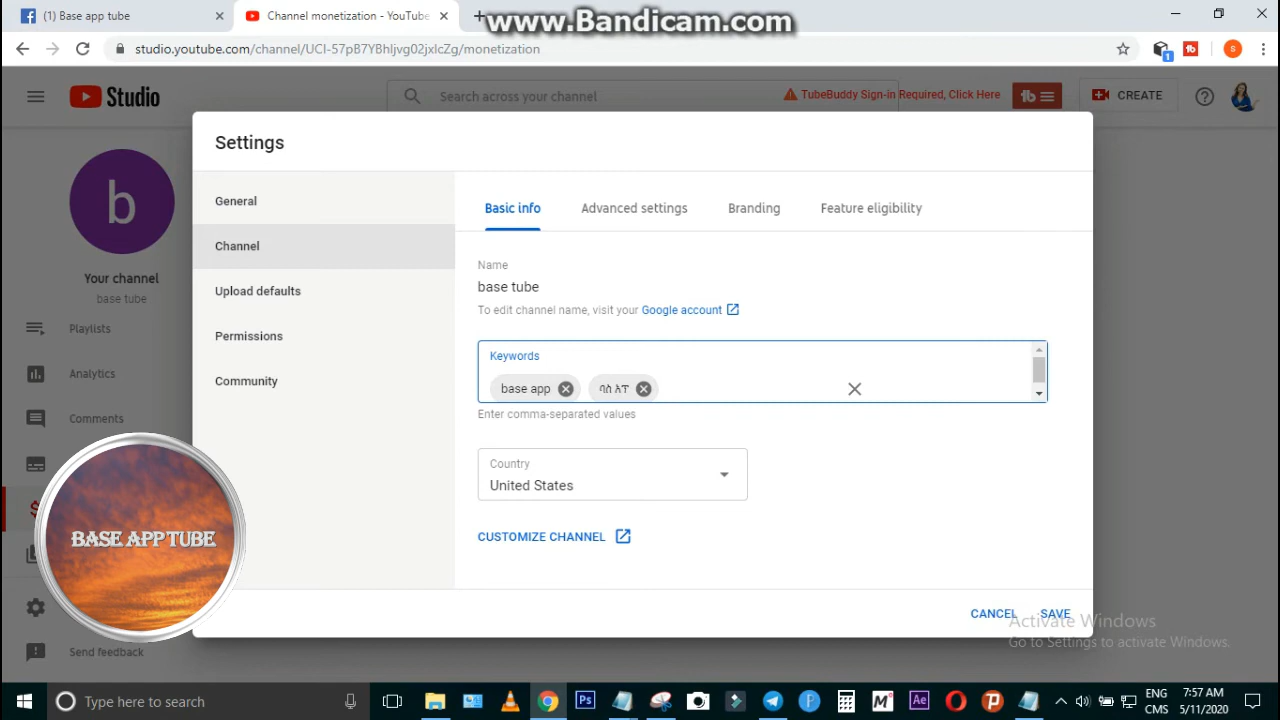 (1) Base app tube
Channel monetization - YouTube
www.Bandicam.com
studio.youtube.com/channel/UCI-57pB7YBhljvg02jxlcZg/monetization
Studio
Search across your channel
TubeBuddy Sign-in Required, Click Here
tb
CREATE
Settings
b
Your channel
base tube
Playlists
Analytics
Comments
Send feedback
General
Channel
Upload defaults
Permissions
Community
Basic info
Advanced settings
Branding
Feature eligibility
Name
base tube
To edit channel name, visit your Google account
Keywords
base app
ባስ አፕ
Enter comma-separated values
Country
United States
CUSTOMIZE CHANNEL
CANCEL
SAVE
BASE APP TUBE
Activate Windows
Go to Settings to activate Windows.
Type here to search
Ps
Ae
ENG
CMS
7:57 AM
5/11/2020